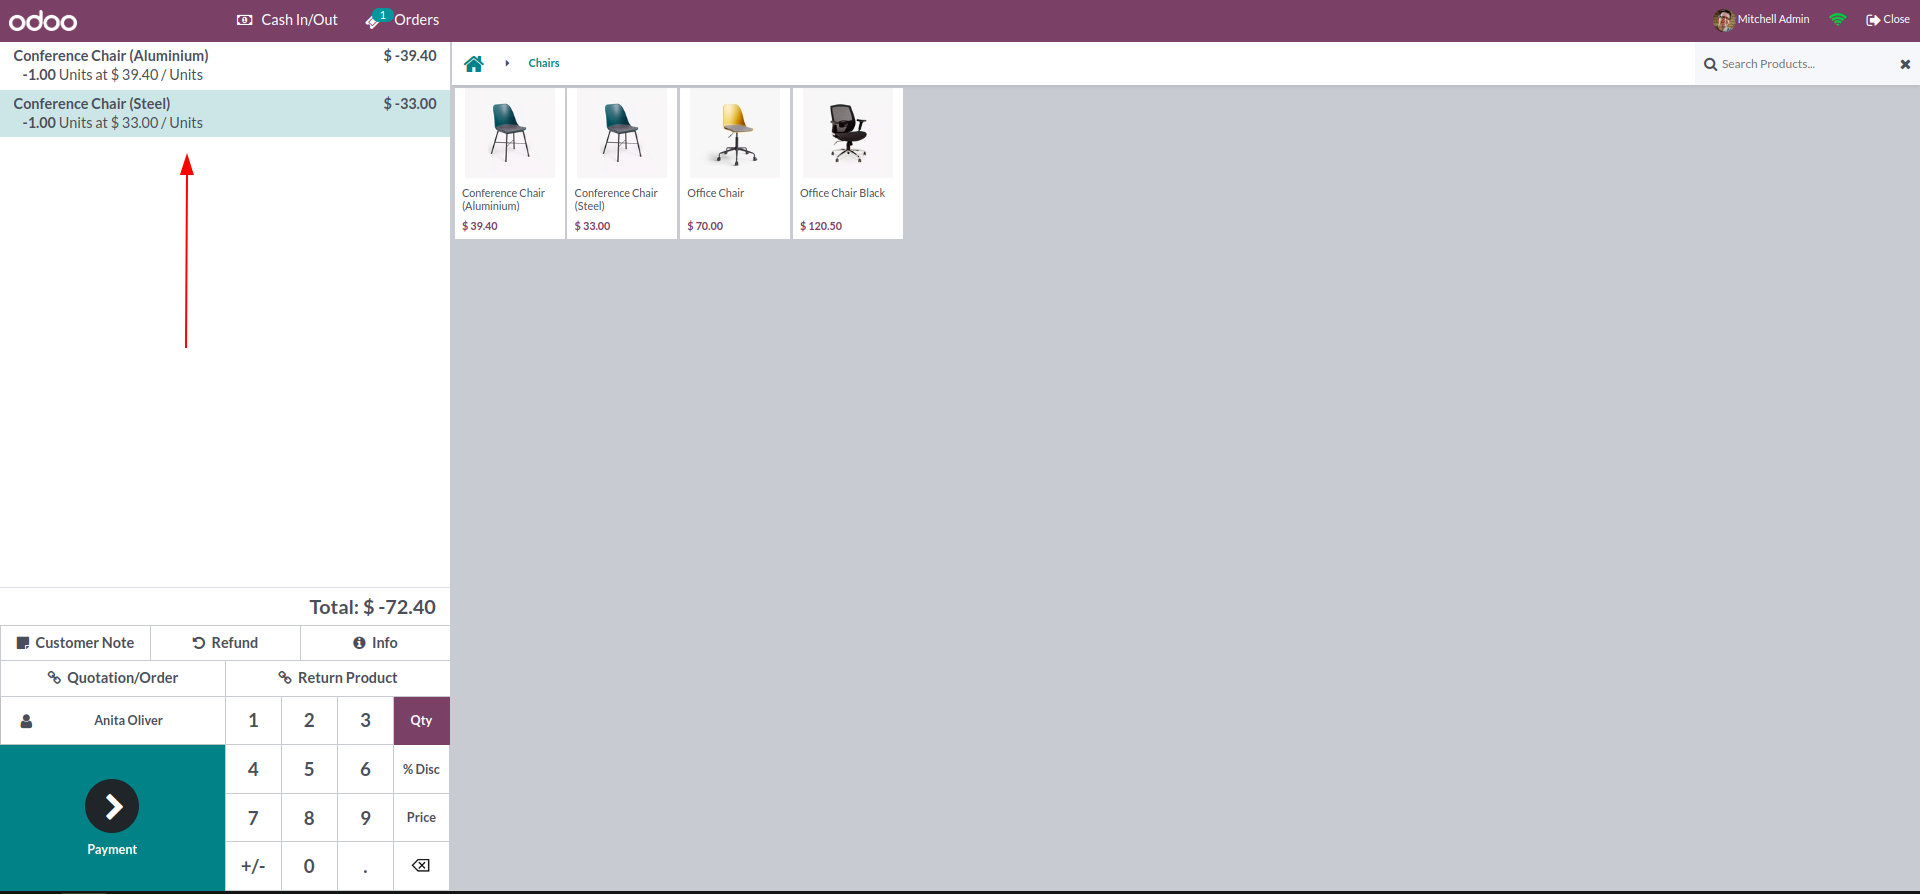 odoo
Cash In/Out
1
Orders
Mitchell Admin
Close
Conference Chair (Aluminium)
$ -39.40
-1.00 Units at $ 39.40 / Units
Conference Chair (Steel)
$ -33.00
-1.00 Units at $ 33.00 / Units
Chairs
Search Products...
Conference Chair (Aluminium)
$ 39.40
Conference Chair (Steel)
$ 33.00
Office Chair
$ 70.00
Office Chair Black
$ 120.50
Total: $ -72.40
Customer Note
Refund
Info
Quotation/Order
Return Product
Anita Oliver
1
2
3
Qty
4
5
6
% Disc
7
8
9
Price
+/-
0
.
Payment